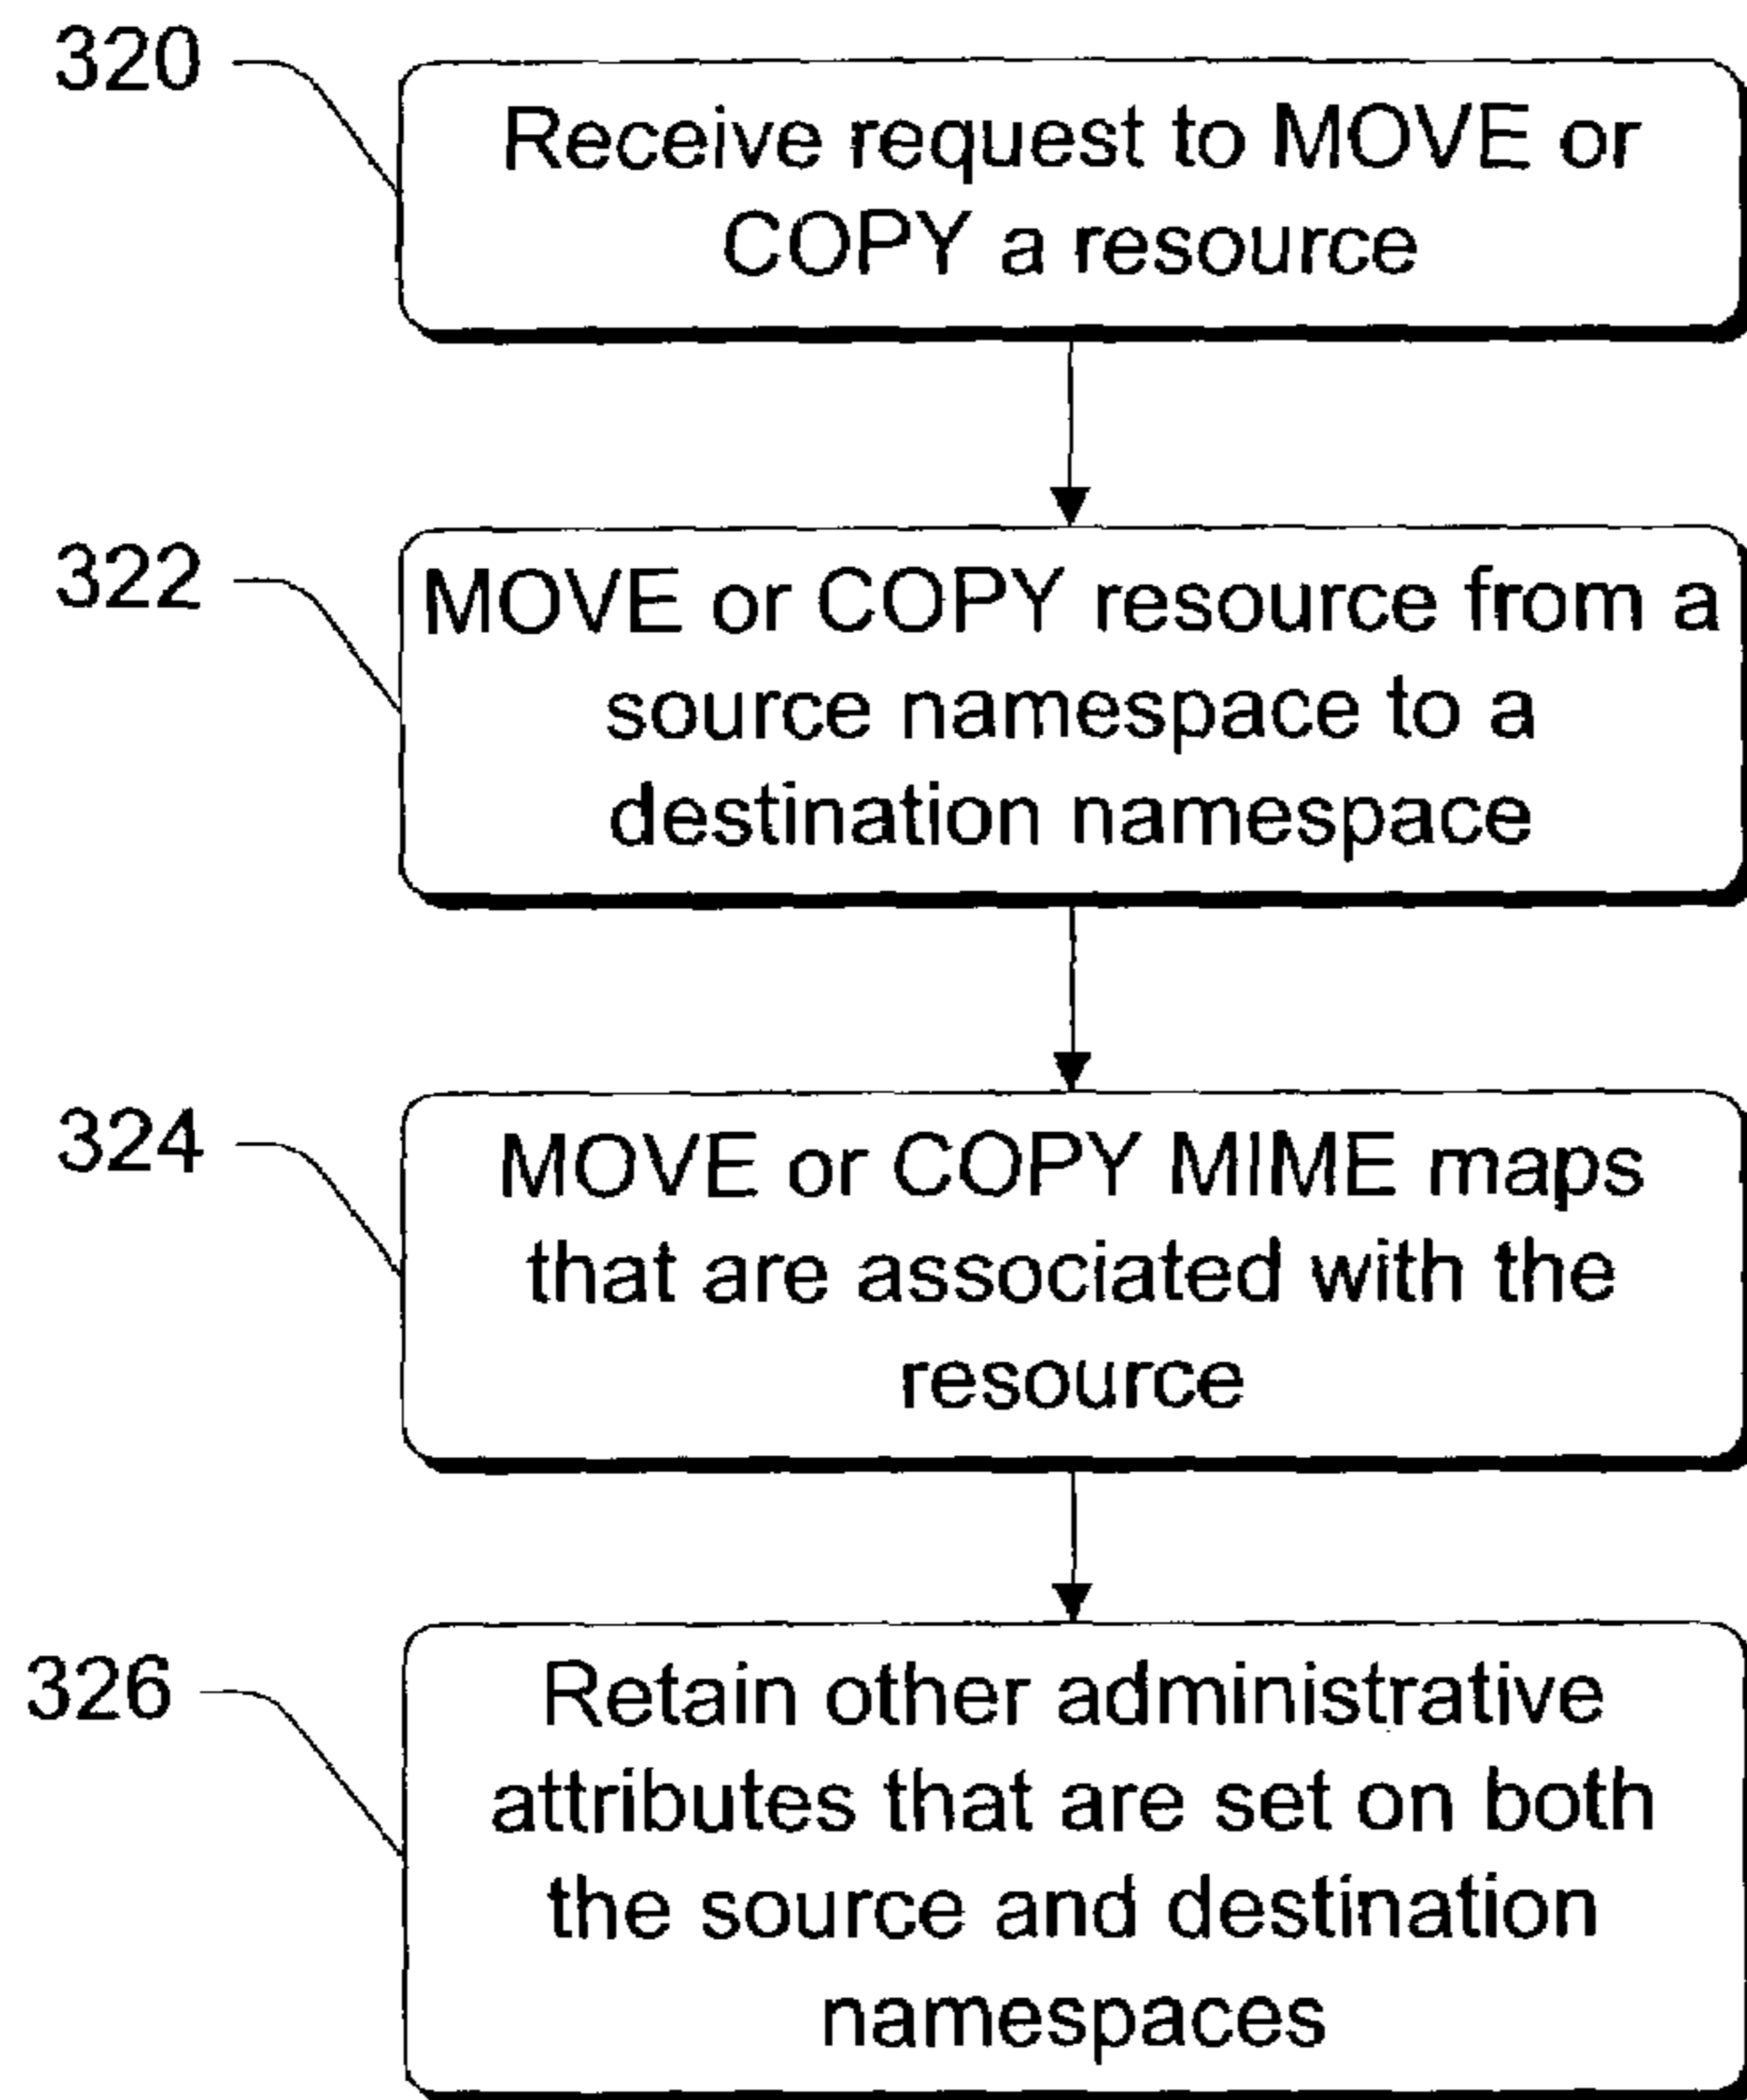 320
Receive request to MOVE or
COPY a resource
322
MOVE or COPY resource from a
source namespace to a
destination namespace
324
MOVE or COPY MIME maps
that are associated with the
resource
326
Retain other administrative
attributes that are set on both
the source and destination
namespaces